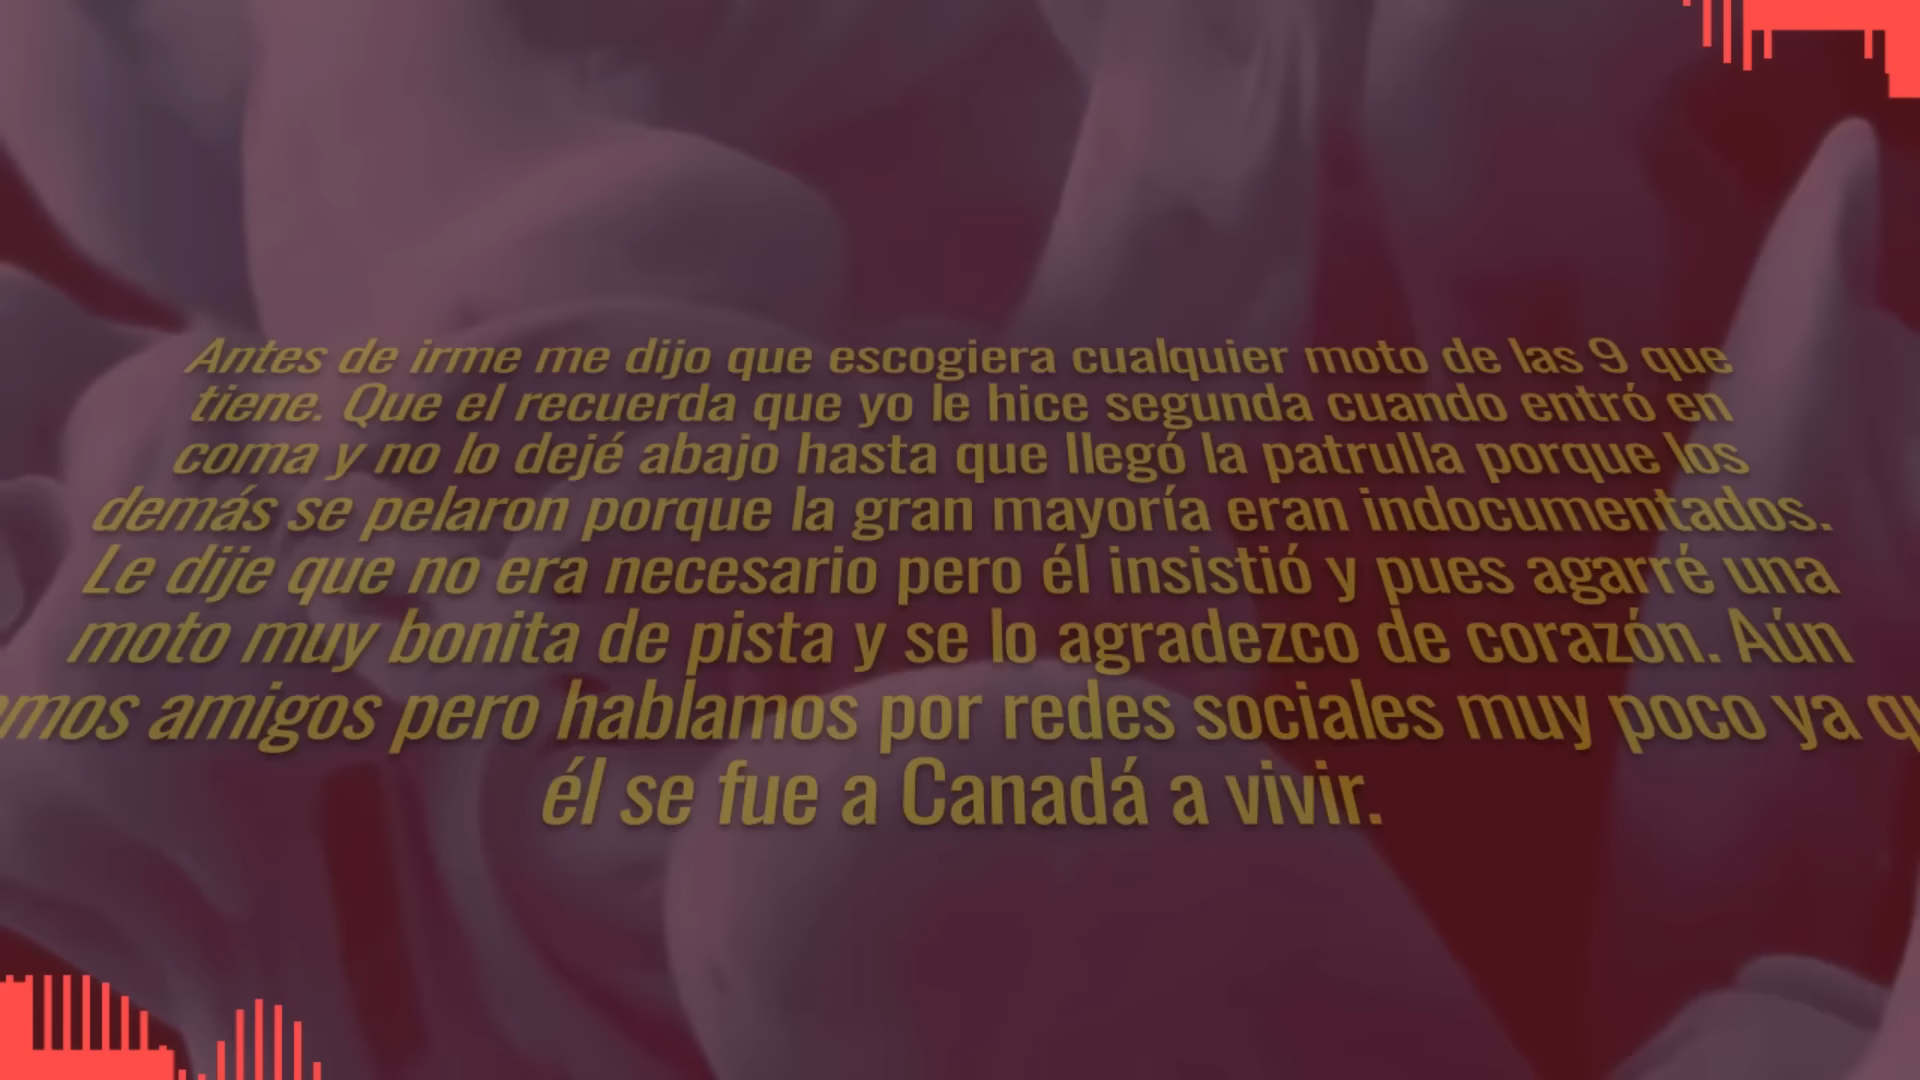 Antes de irme me dijo que escogiera cualquier moto de las 9 que
tiene. Que el recuerda que yo le hice segunda cuando entró en
coma y no lo dejé abajo hasta que llegó la patrulla porque los
demás se pelaron porque la gran mayoría eran indocumentados.
Le dije que no era necesario pero él insistió y pues agarré una
moto muy bonita de pista y se lo agradezco de corazón. Aún
amigos pero hablamos por redes sociales muy poco ya
él se fue a Canadá a vivir.